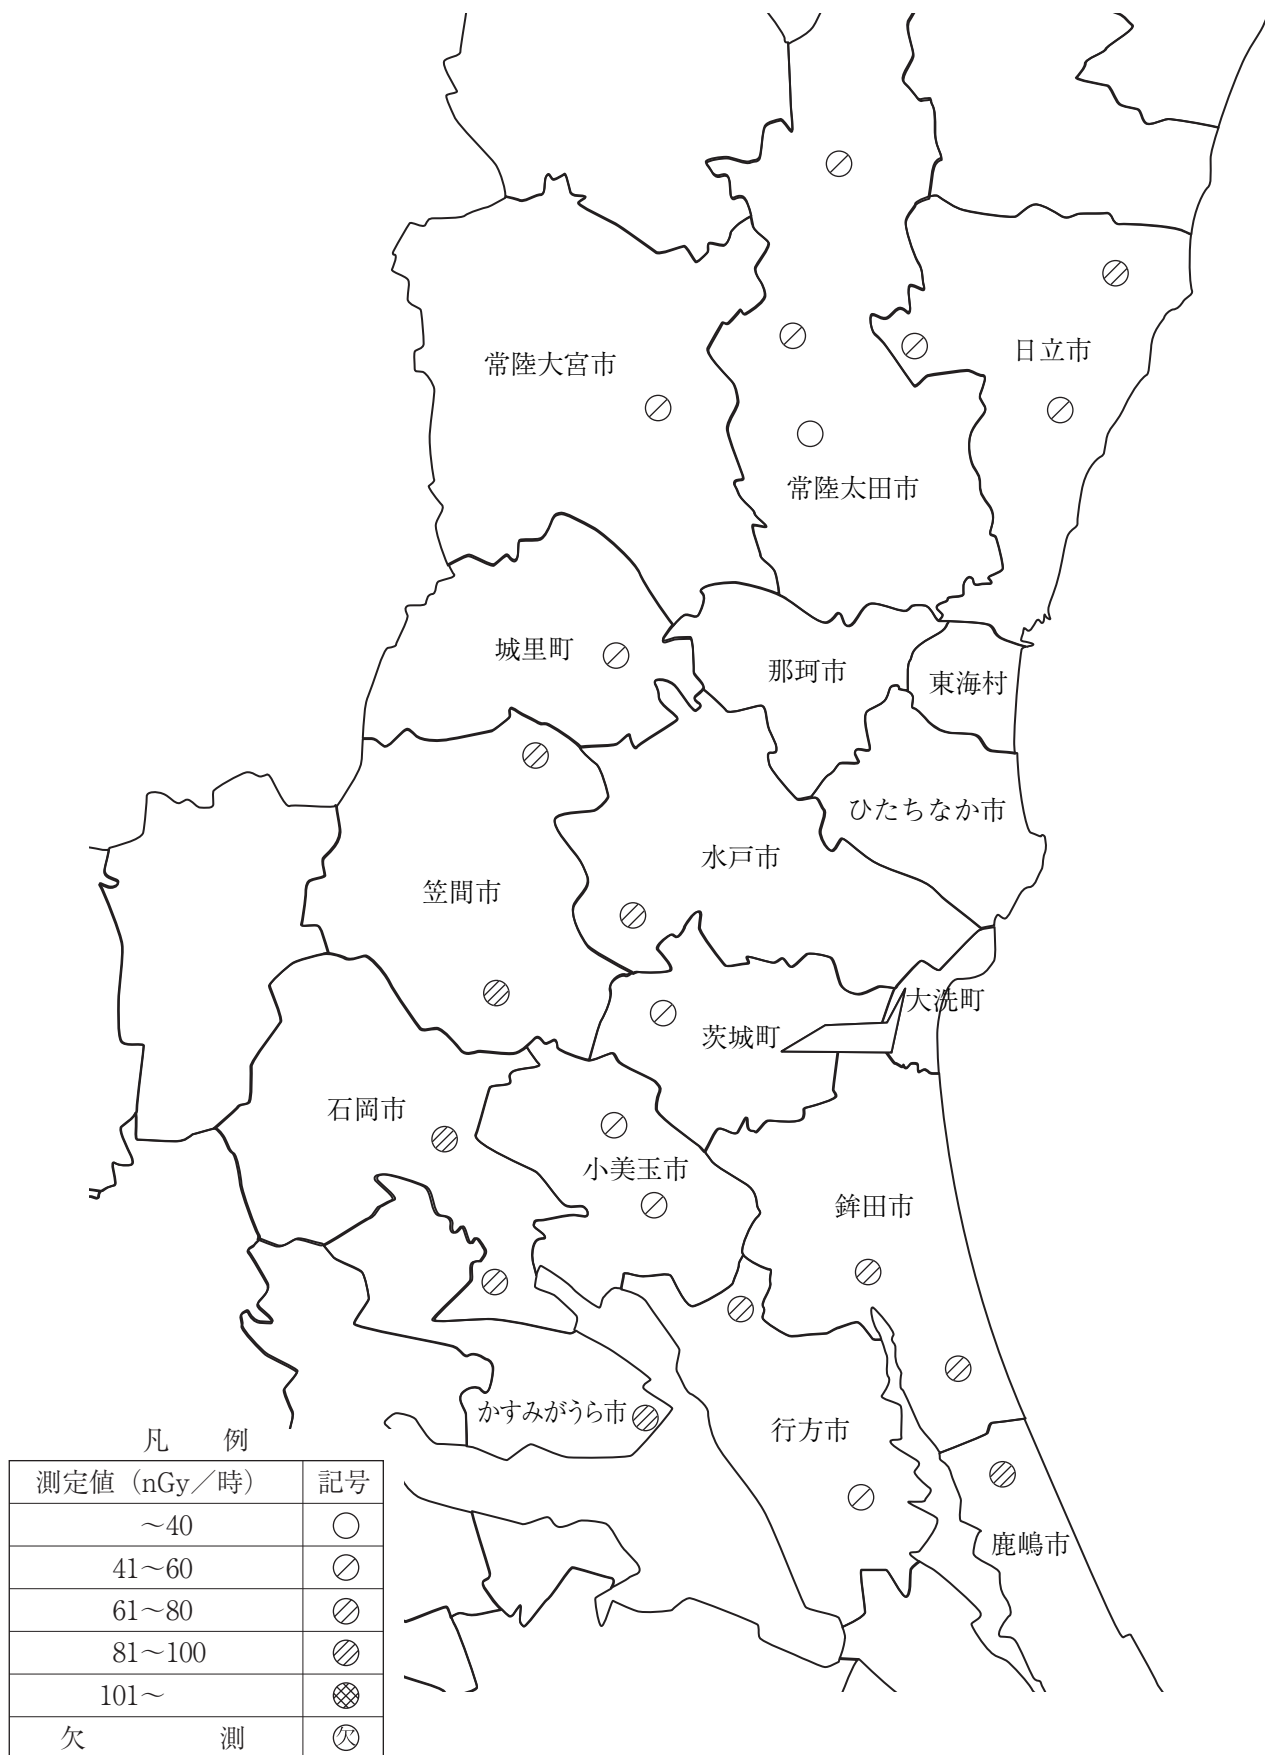 日立市
常陸大宮市
常陸太田市
城里町
那珂市
東海村
ひたちなか市
水戸市
笠間市
大洗町
茨城町
石岡市
小美玉市
鉾田市
かすみがうら市
行方市
鹿嶋市
凡 例
測定値（nGy／時） 記号
～40
41～60
61～80
81～100
101～
欠 測 欠